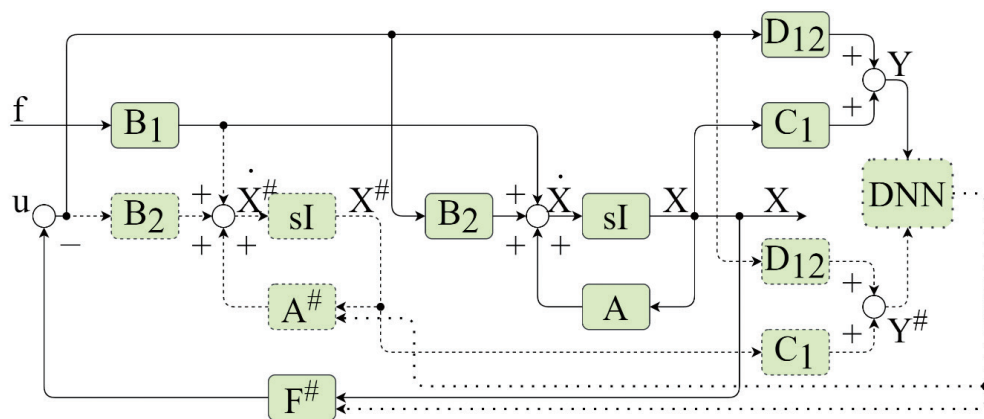 D12
+
Y
+
f
B1
C1
Ẋ#
X#
Ẋ
X
X
DNN
u
−
B2
+
+
+
sI
B2
+
+
+
sI
D12
+
+
Y#
A#
A
C1
F#